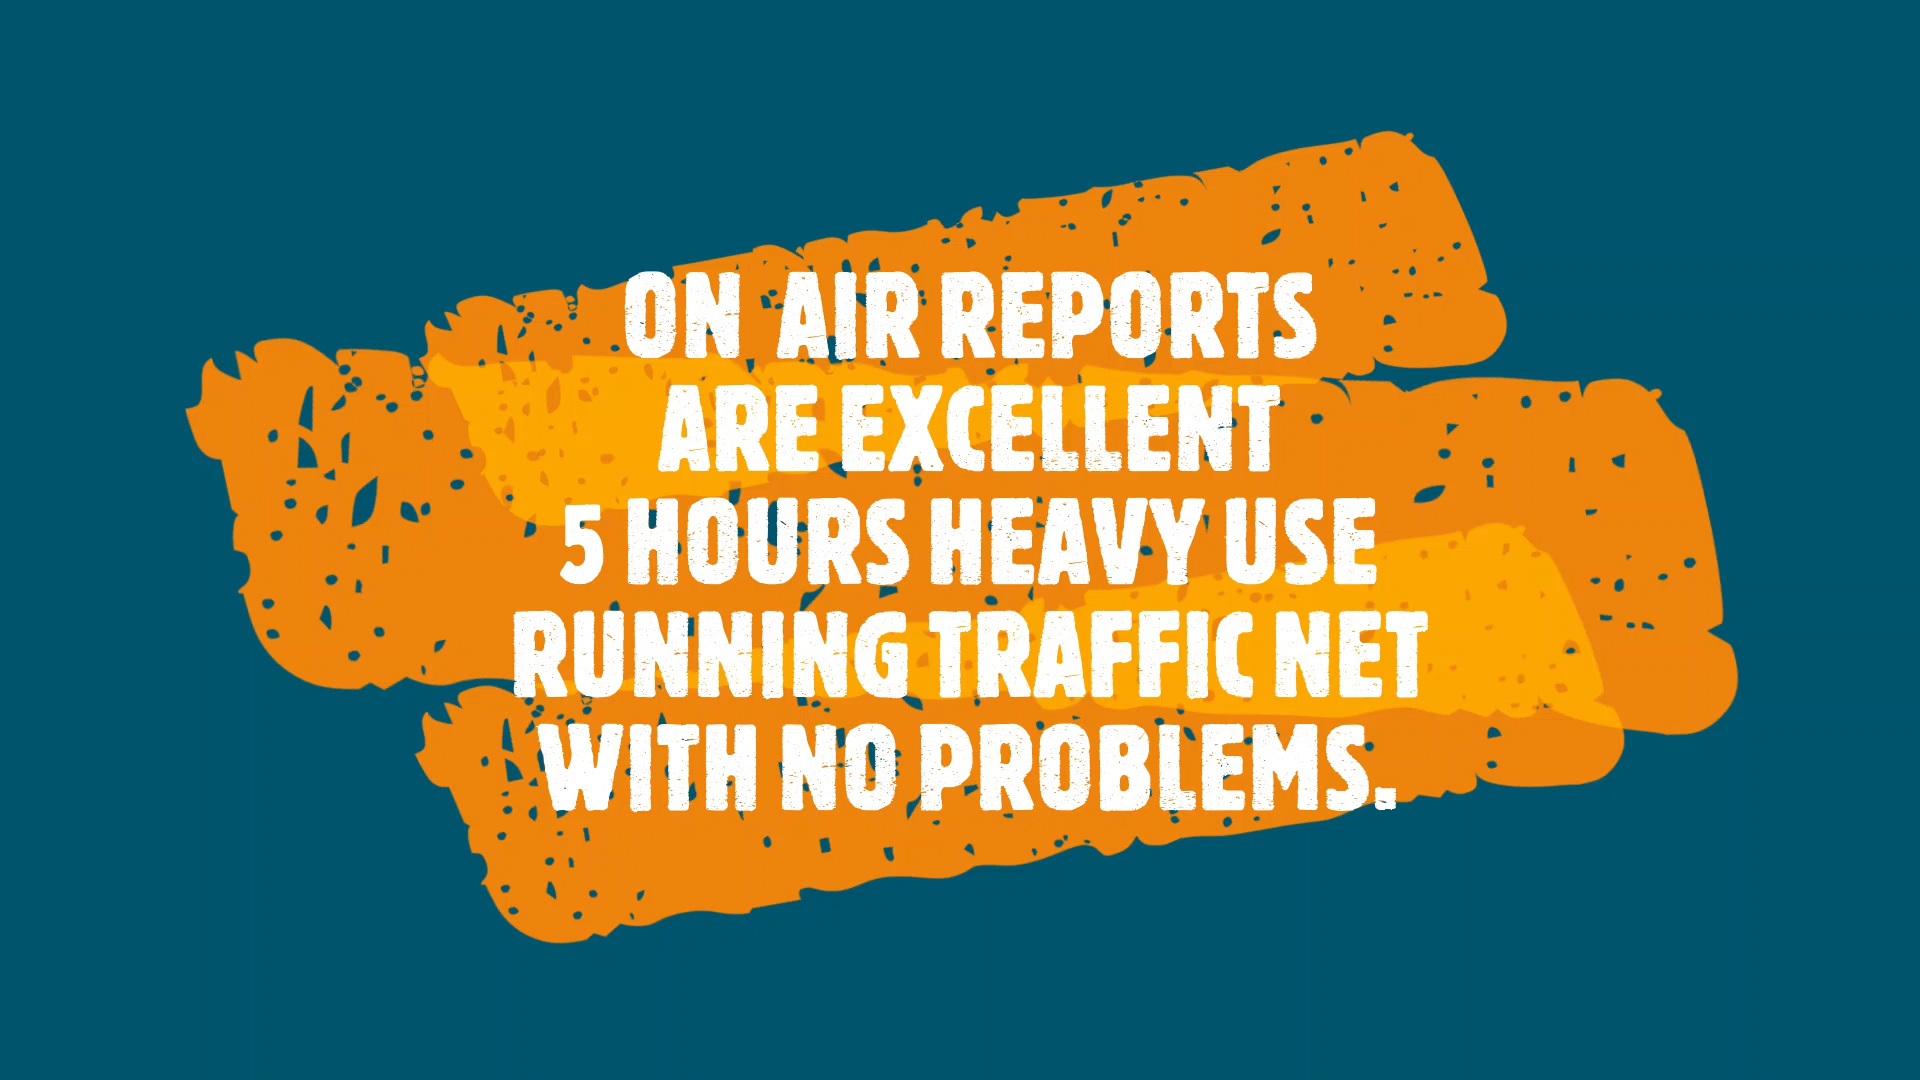 ON AIR REPORTS
ARE EXCELLENT
5 HOURS HEAVY USE
RUNNING TRAFFIC NET
WITH NO PROBLEMS.